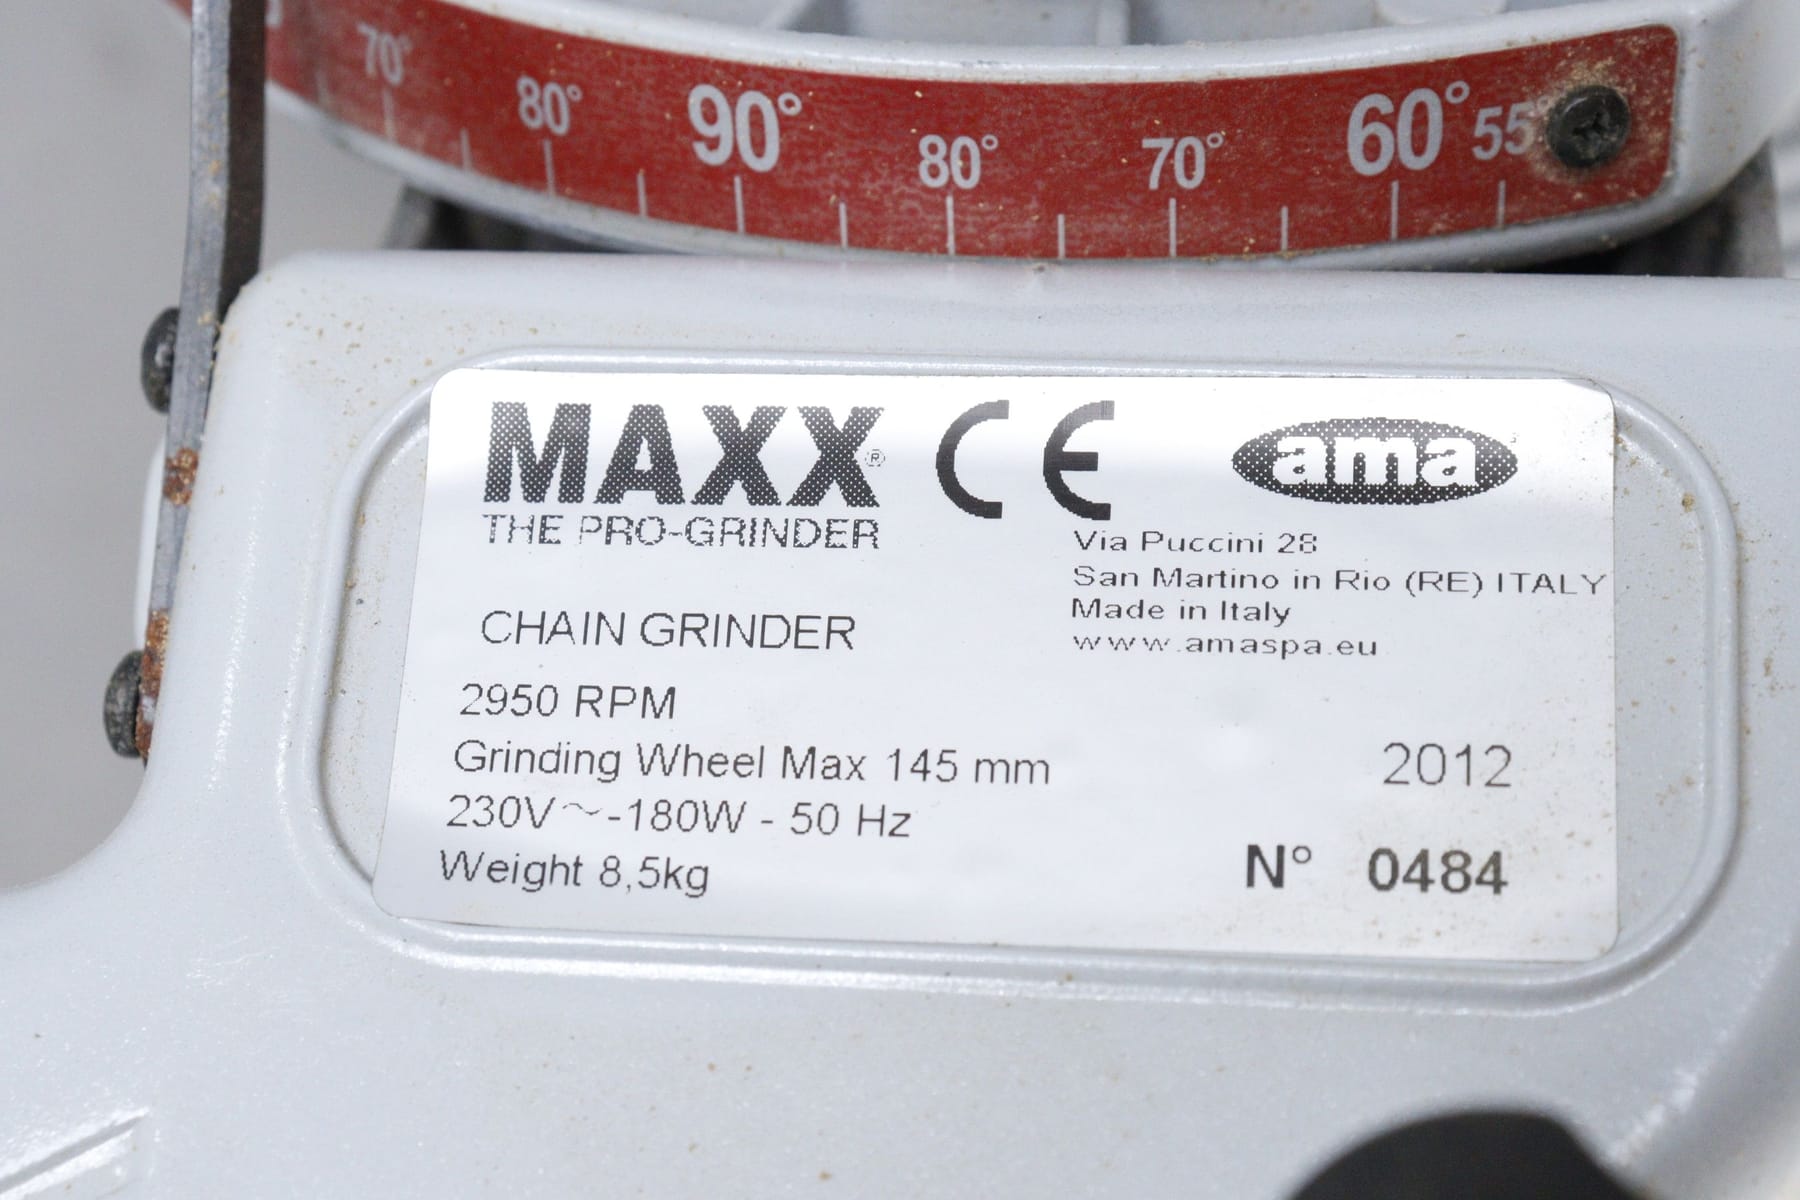 70° 80° 90° 80° 70° 60° 55°
MAXX® CE ama
THE PRO-GRINDER
Via Puccini 28
San Martino in Rio (RE) ITALY
Made in Italy
www.amaspa.eu
CHAIN GRINDER
2950 RPM
Grinding Wheel Max 145 mm
2012
230V~-180W - 50 Hz
Weight 8,5kg
N° 0484